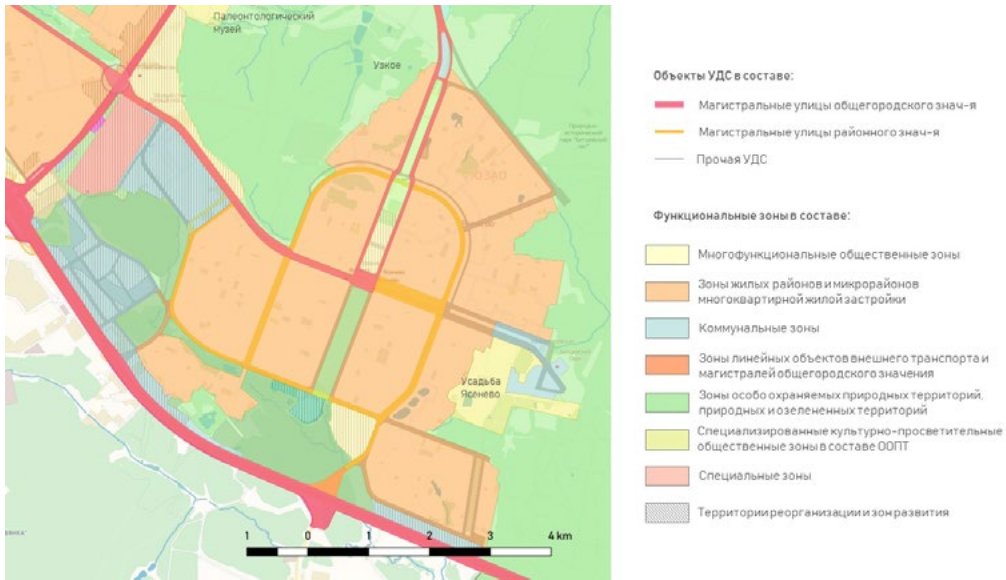 Палеонтологический
музей
Узкое
ЮЗАО
Усадьба
Ясенево
1 0 1 2 3 4 km
Объекты УДС в составе:
Магистральные улицы общегородского знач-я
Магистральные улицы районного знач-я
Прочая УДС
Функциональные зоны в составе:
Многофункциональные общественные зоны
Зоны жилых районов и микрорайонов
многоквартирной жилой застройки
Коммунальные зоны
Зоны линейных объектов внешнего транспорта и
магистралей общегородского значения
Зоны особо охраняемых природных территорий,
природных и озелененных территорий
Специализированные культурно-просветительные
общественные зоны в составе ООПТ
Специальные зоны
Территории реорганизации и зон развития